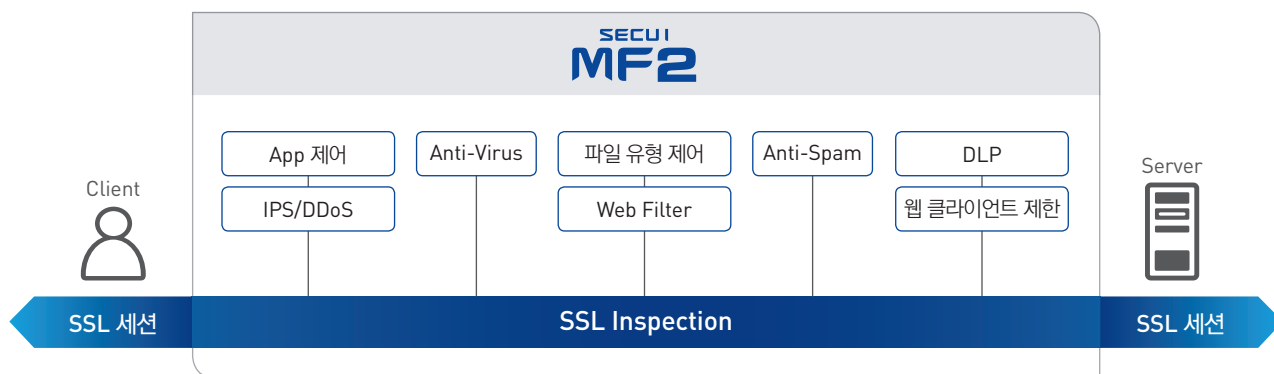 SECUI
MF2
App 제어
Anti-Virus
파일 유형 제어
Anti-Spam
DLP
IPS/DDoS
Web Filter
웹 클라이언트 제한
Client
Server
SSL 세션
SSL Inspection
SSL 세션